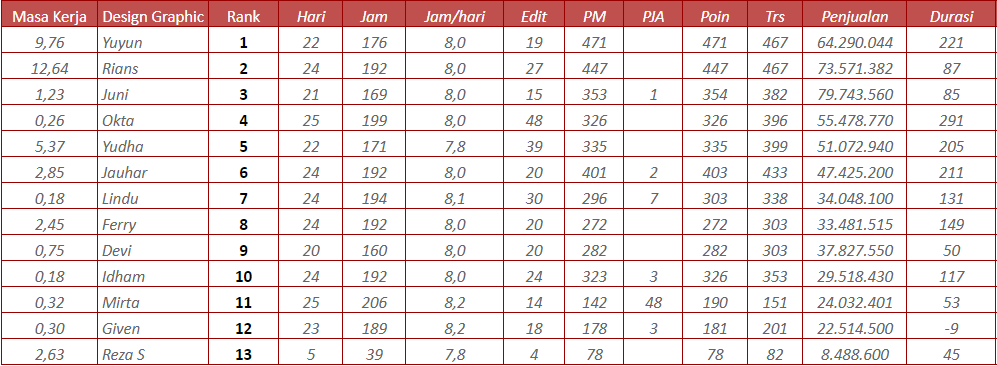 Masa Kerja Design Graphic Rank Hari Jam Jam/hari Edit PM PJA Poin Trs Penjualan Durasi
9,76 Yuyun 1 22 176 8,0 19 471 471 467 64.290.044 221
12,64 Rians 2 24 192 8,0 27 447 447 467 73.571.382 87
1,23 Juni 3 21 169 8,0 15 353 1 354 382 79.743.560 85
0,26 Okta 4 25 199 8,0 48 326 326 396 55.478.770 291
5,37 Yudha 5 22 171 7,8 39 335 335 399 51.072.940 205
2,85 Jauhar 6 24 192 8,0 20 401 2 403 433 47.425.200 211
0,18 Lindu 7 24 194 8,1 30 296 7 303 338 34.048.100 131
2,45 Ferry 8 24 192 8,0 20 272 272 303 33.481.515 149
0,75 Devi 9 20 160 8,0 20 282 282 303 37.827.550 50
0,18 Idham 10 24 192 8,0 24 323 3 326 353 29.518.430 117
0,32 Mirta 11 25 206 8,2 14 142 48 190 151 24.032.401 53
0,30 Given 12 23 189 8,2 18 178 3 181 201 22.514.500 -9
2,63 Reza S 13 5 39 7,8 4 78 78 82 8.488.600 45